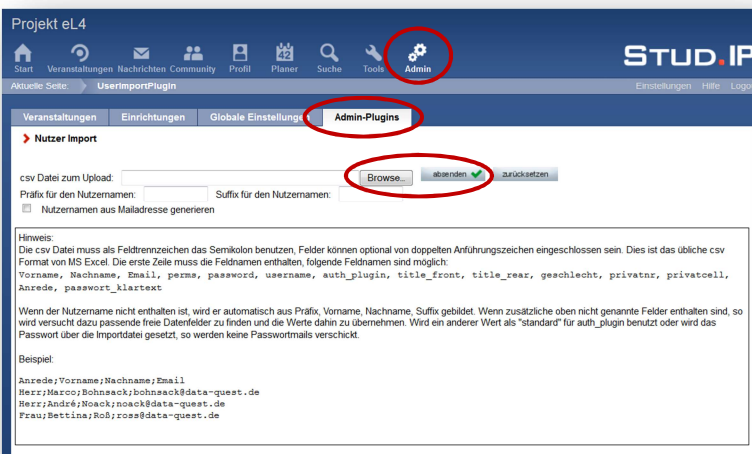 Projekt eL4
Start Veranstaltungen Nachrichten Community Profil Planer Suche Tools Admin
STUD.IP
Aktuelle Seite: UserImportPlugIn
Einstellungen Hilfe
Veranstaltungen Einrichtungen Globale Einstellungen Admin-Plugins
Nutzer Import
csv Datei zum Upload: Browse... absenden zurücksetzen
Präfix für den Nutzernamen: Suffix für den Nutzernamen:
Nutzernamen aus Mailadresse generieren
Hinweis:
Die csv Datei muss als Feldtrennzeichen das Semikolon benutzen, Felder können optional von doppelten Anführungszeichen eingeschlossen sein. Dies ist das übliche csv
Format von MS Excel. Die erste Zeile muss die Feldnamen enthalten, folgende Feldnamen sind möglich:
Vorname, Nachname, Email, perms, password, username, auth_plugin, title_front, title_rear, geschlecht, privatnr, privatcell,
Anrede, passwort_klartext
Wenn der Nutzername nicht enthalten ist, wird er automatisch aus Präfix, Vorname, Nachname, Suffix gebildet. Wenn zusätzliche oben nicht genannte Felder enthalten sind, so
wird versucht dazu passende freie Datenfelder zu finden und die Werte dahin zu übernehmen. Wird ein anderer Wert als "standard" für auth_plugin benutzt oder wird das
Passwort über die Importdatei gesetzt, so werden keine Passwortmails verschickt.
Beispiel:
Anrede;Vorname;Nachname;Email
Herr;Marco;Bohnsack;bohnsack@data-quest.de
Herr;André;Noack;noack@data-quest.de
Frau;Bettina;Roß;ross@data-quest.de